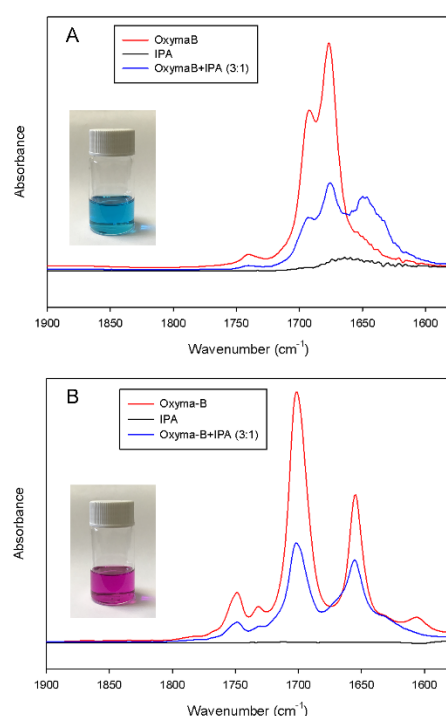 A
OxymaB
IPA
OxymaB+IPA (3:1)
Absorbance
1900 1850 1800 1750 1700 1650 1600
Wavenumber (cm⁻¹)
B
Oxyma-B
IPA
Oxyma-B+IPA (3:1)
Absorbance
1900 1850 1800 1750 1700 1650 1600
Wavenumber (cm⁻¹)